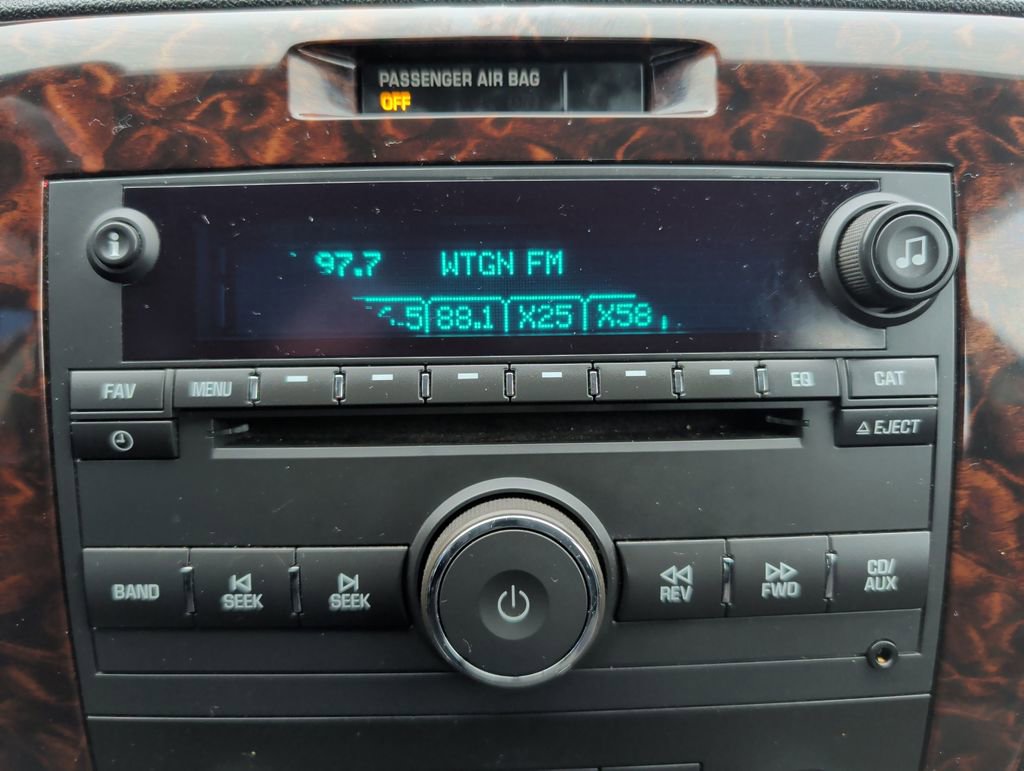 PASSENGER AIR BAG
OFF
i
97.7 WTGN FM
88.1 X25 X58
FAV MENU EQ CAT
EJECT
BAND SEEK SEEK REV FWD CD/AUX